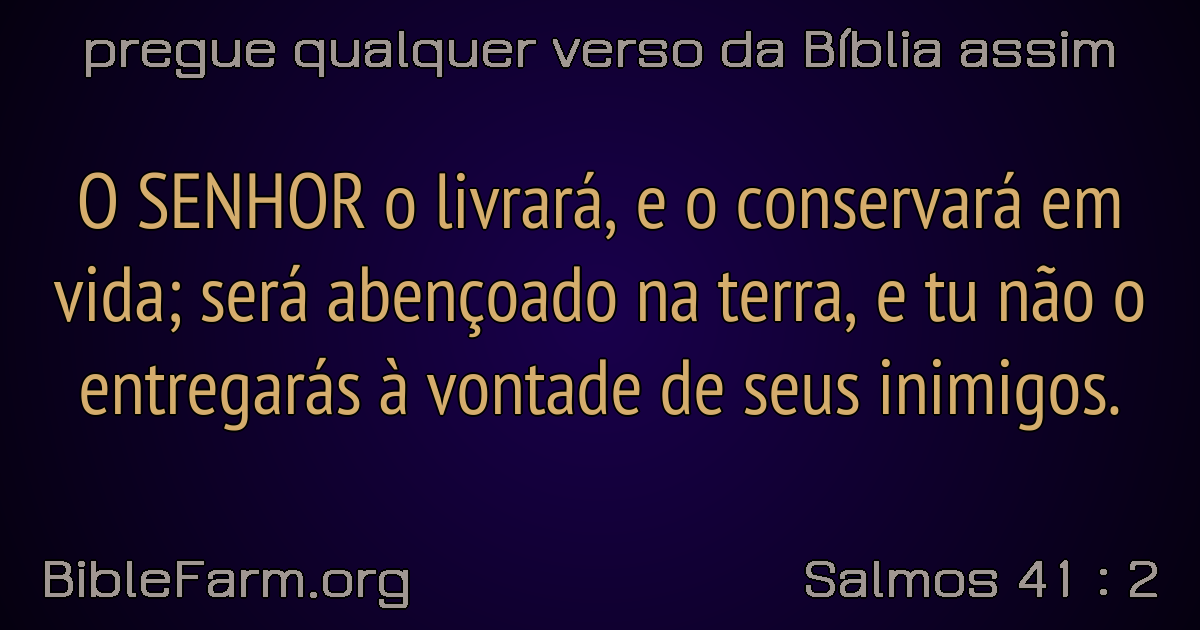 pregue qualquer verso da Bíblia assim
O SENHOR o livrará, e o conservará em
vida; será abençoado na terra, e tu não o
entregarás à vontade de seus inimigos.
BibleFarm.org
Salmos 41 : 2